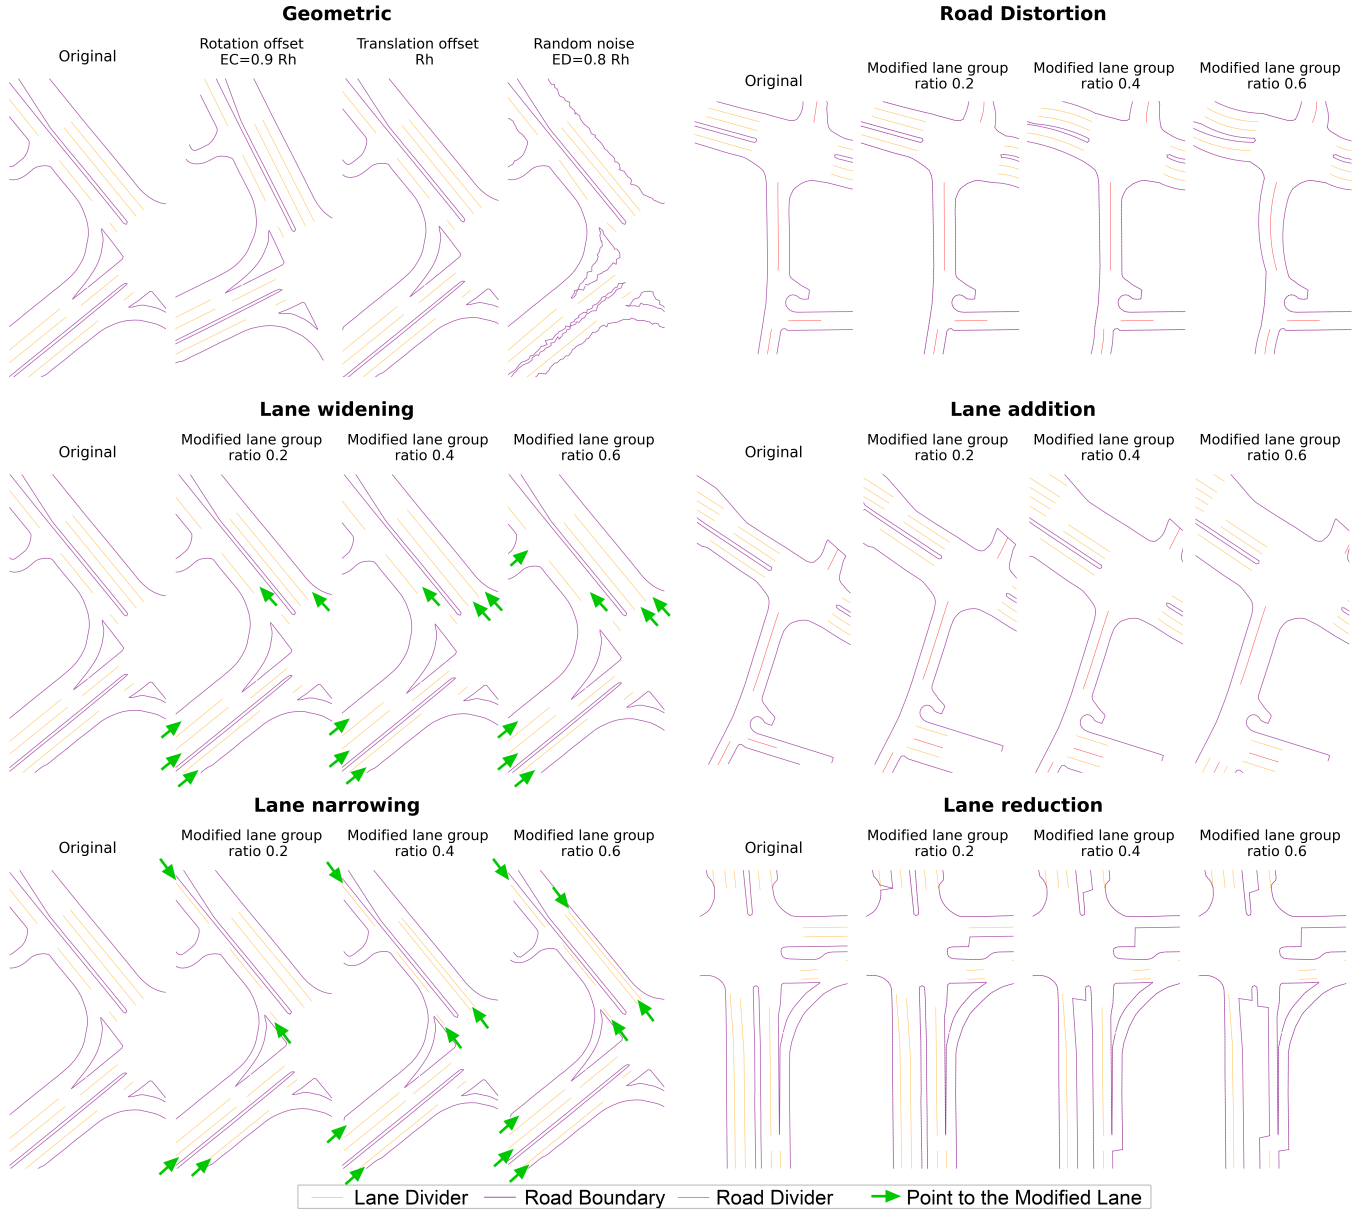 Geometric
Road Distortion
Original
Rotation offset
EC=0.9 Rh
Translation offset
Rh
Random noise
ED=0.8 Rh
Original
Modified lane group
ratio 0.2
Modified lane group
ratio 0.4
Modified lane group
ratio 0.6
Lane widening
Lane addition
Original
Modified lane group
ratio 0.2
Modified lane group
ratio 0.4
Modified lane group
ratio 0.6
Original
Modified lane group
ratio 0.2
Modified lane group
ratio 0.4
Modified lane group
ratio 0.6
Lane narrowing
Lane reduction
Original
Modified lane group
ratio 0.2
Modified lane group
ratio 0.4
Modified lane group
ratio 0.6
Original
Modified lane group
ratio 0.2
Modified lane group
ratio 0.4
Modified lane group
ratio 0.6
Lane Divider Road Boundary Road Divider Point to the Modified Lane